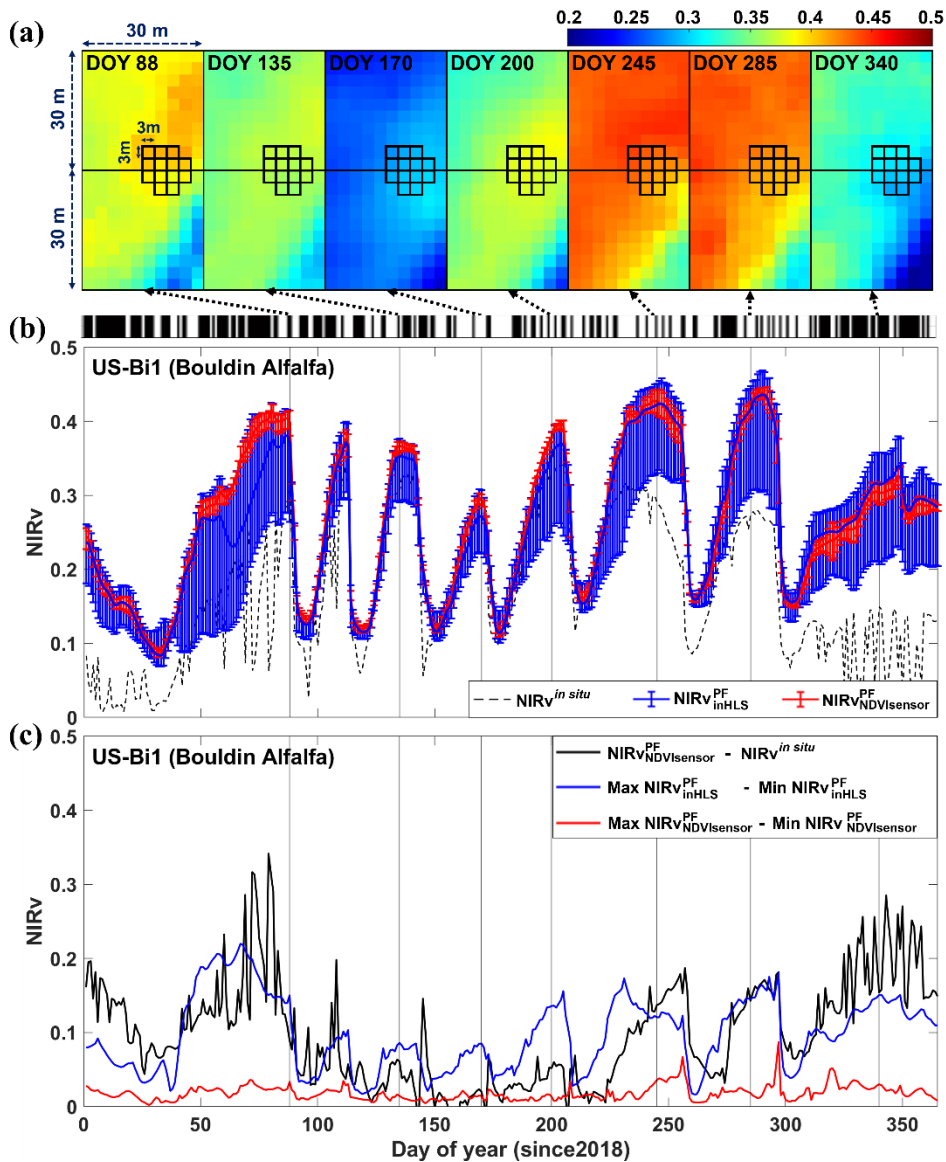 (a)
30 m
0.2 0.25 0.3 0.35 0.4 0.45 0.5
DOY 88 DOY 135 DOY 170 DOY 200 DOY 245 DOY 285 DOY 340
30 m
3m
3m
30 m
(b)
0.5
US-Bi1 (Bouldin Alfalfa)
0.4
0.3
NIRv
0.2
0.1
0
NIRv^in situ NIRv^PF_inHLS NIRv^PF_NDVIsensor
(c)
0.5
US-Bi1 (Bouldin Alfalfa)
NIRv^PF_NDVIsensor - NIRv^in situ
Max NIRv^PF_inHLS - Min NIRv^PF_inHLS
Max NIRv^PF_NDVIsensor - Min NIRv^PF_NDVIsensor
0.4
0.3
NIRv
0.2
0.1
0
0 50 100 150 200 250 300 350
Day of year (since2018)